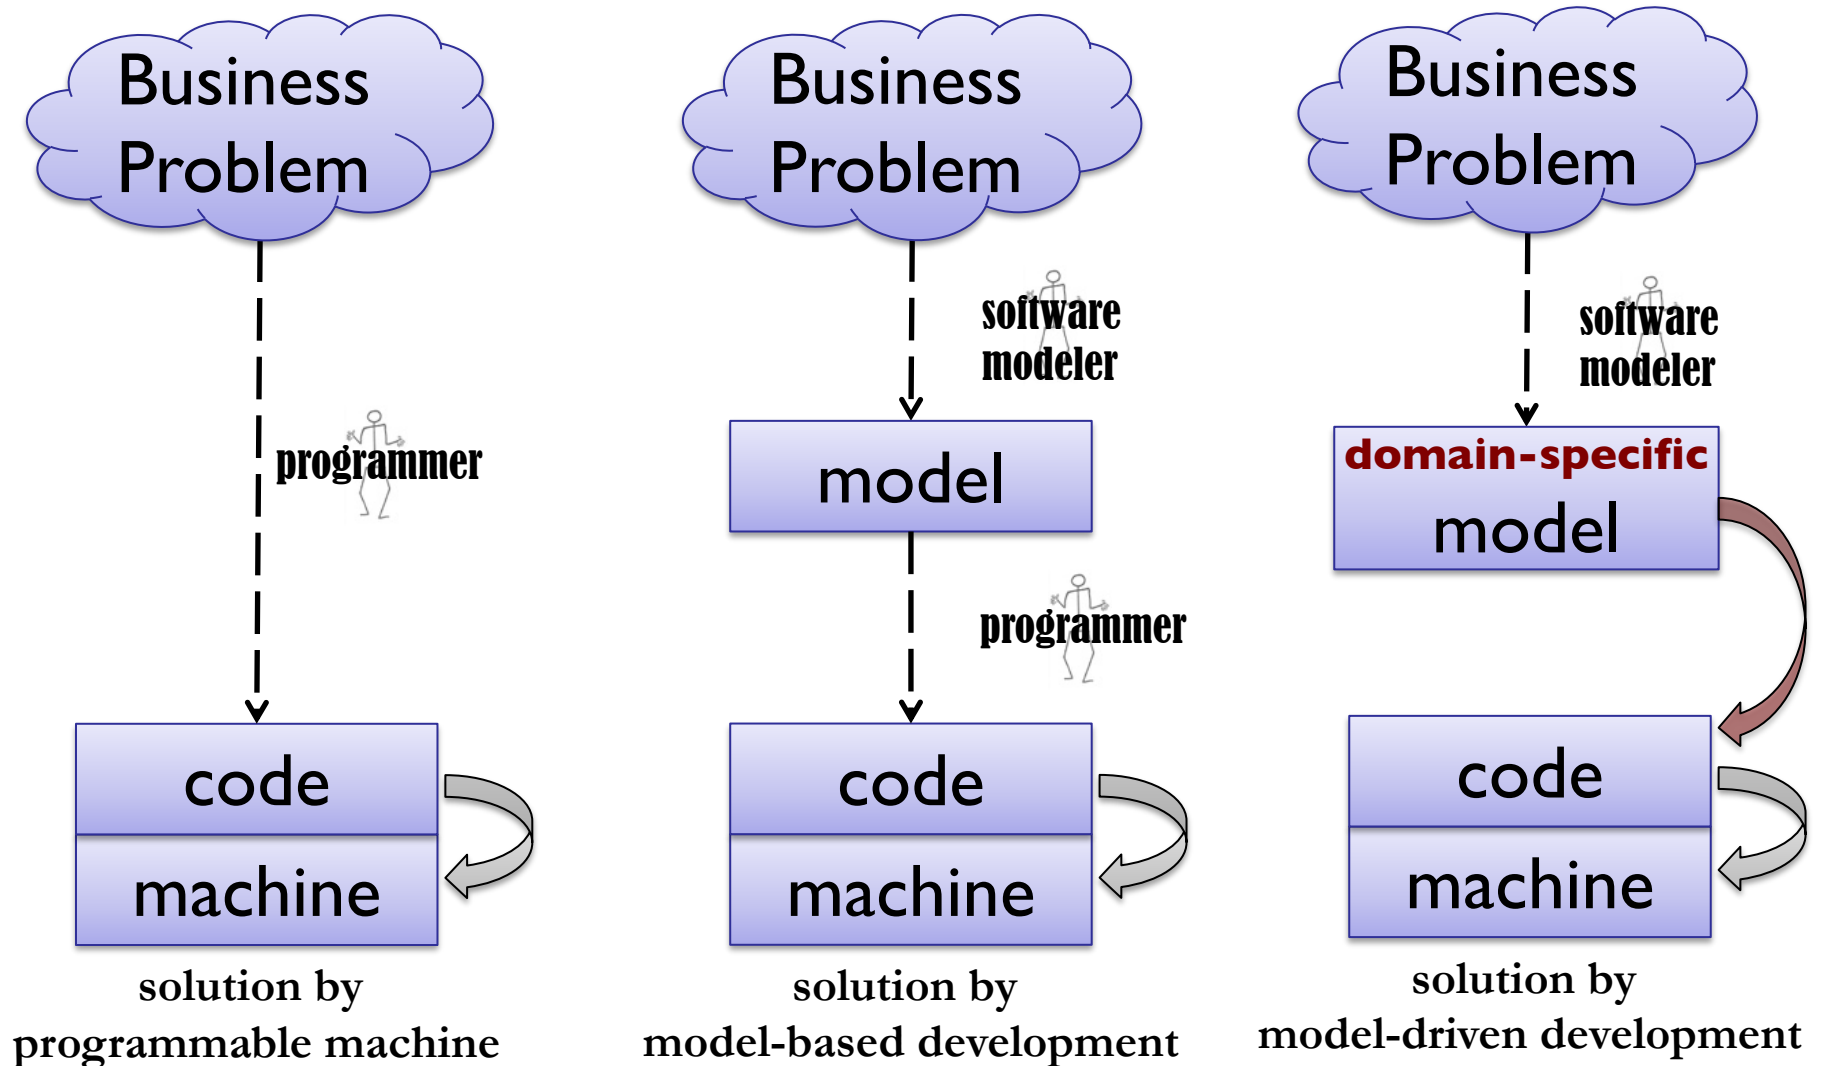 Business
Problem
programmer
code
machine
solution by
programmable machine
Business
Problem
software
modeler
model
programmer
code
machine
solution by
model-based development
Business
Problem
software
modeler
domain-specific
model
code
machine
solution by
model-driven development